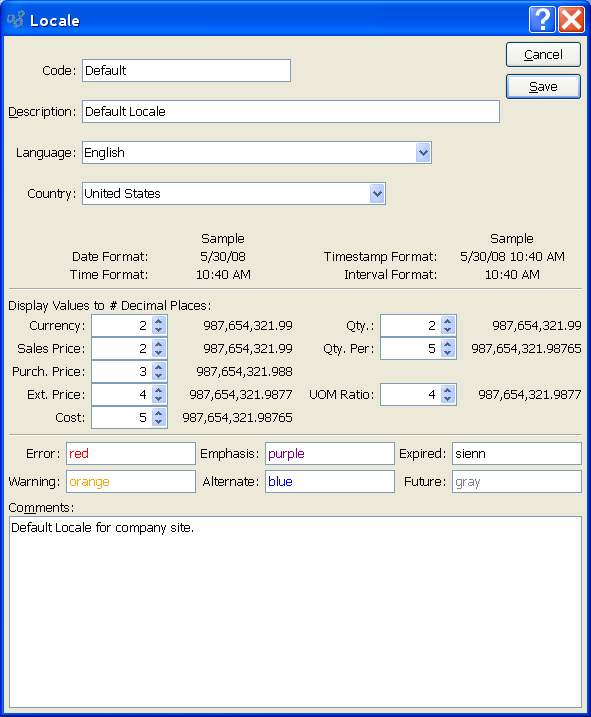 Locale
?
Cancel
Code: Default
Save
Description: Default Locale
Language: English
Country: United States
Sample Sample
Date Format: 5/30/08 Timestamp Format: 5/30/08 10:40 AM
Time Format: 10:40 AM Interval Format: 10:40 AM
Display Values to # Decimal Places:
Currency: 2 987,654,321.99 Qty.: 2 987,654,321.99
Sales Price: 2 987,654,321.99 Qty. Per: 5 987,654,321.98765
Purch. Price: 3 987,654,321.988
Ext. Price: 4 987,654,321.9877 UOM Ratio: 4 987,654,321.9877
Cost: 5 987,654,321.98765
Error: red Emphasis: purple Expired: sienn
Warning: orange Alternate: blue Future: gray
Comments:
Default Locale for company site.